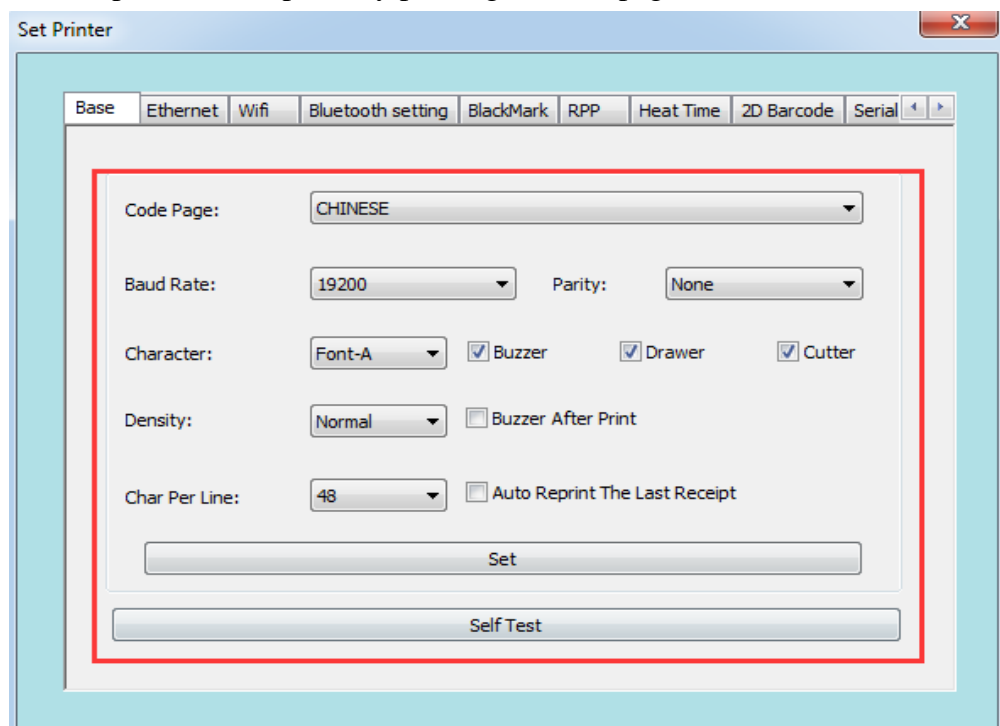 Set Printer
Base Ethernet Wifi Bluetooth setting BlackMark RPP Heat Time 2D Barcode Serial
Code Page: CHINESE
Baud Rate: 19200 Parity: None
Character: Font-A Buzzer Drawer Cutter
Density: Normal Buzzer After Print
Char Per Line: 48 Auto Reprint The Last Receipt
Set
Self Test